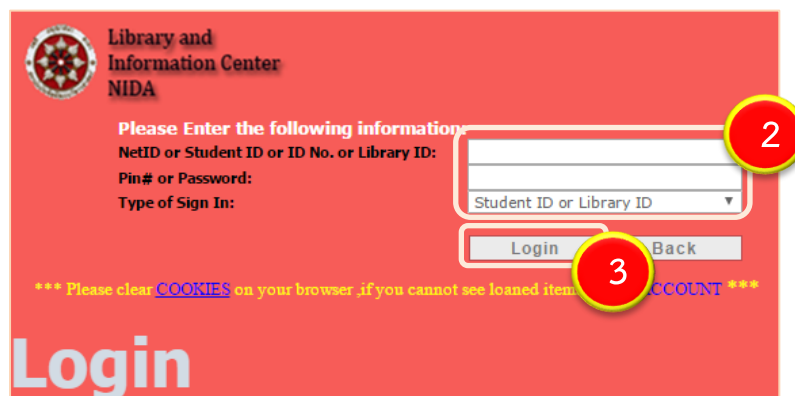 Library and
Information Center
NIDA
Please Enter the following information:
NetID or Student ID or ID No. or Library ID:
Pin# or Password:
Type of Sign In:
Student ID or Library ID
2
Login
Back
3
*** Please clear COOKIES on your browser ,if you cannot see loaned item CCOUNT ***
Login